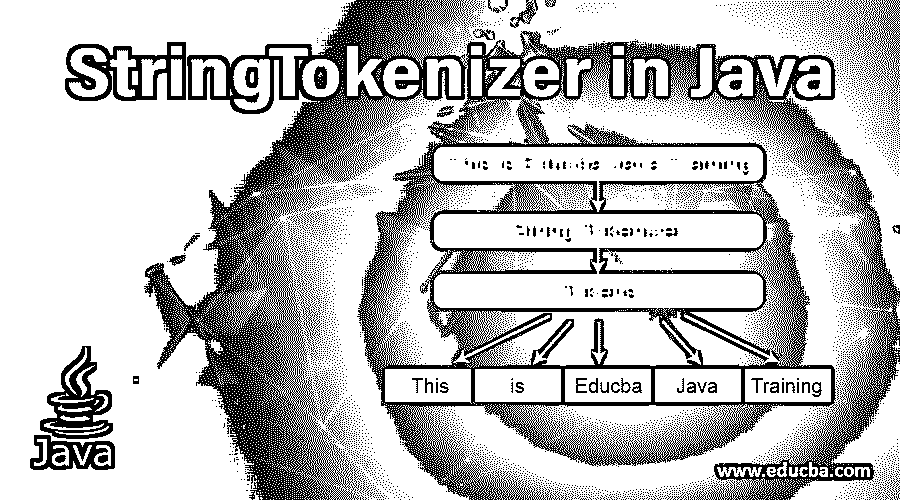 StringTokenizer in Java
This is Educba Java Training
String Tokenizer
Tokens
This is Educba Java Training
Java
www.educba.com